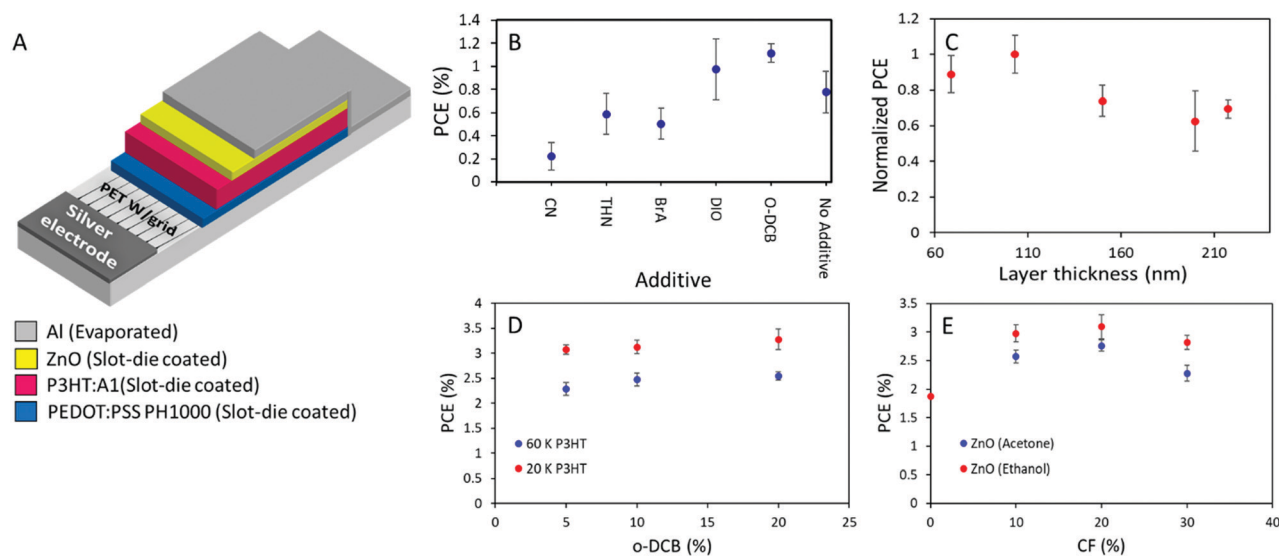 A
PET W/grid
Silver
electrode
Al (Evaporated)
ZnO (Slot-die coated)
P3HT:A1(Slot-die coated)
PEDOT:PSS PH1000 (Slot-die coated)
B
PCE (%)
1.4
1.2
1
0.8
0.6
0.4
0.2
0
CN
THN
BrA
DIO
O-DCB
No Additive
Additive
C
Normalized PCE
1.2
1
0.8
0.6
0.4
0.2
0
60
110
160
210
Layer thickness (nm)
D
PCE (%)
4
3.5
3
2.5
2
1.5
1
0.5
0
60 K P3HT
20 K P3HT
0
5
10
15
20
25
o-DCB (%)
E
PCE (%)
3.5
3
2.5
2
1.5
1
0.5
0
ZnO (Acetone)
ZnO (Ethanol)
0
10
20
30
40
CF (%)